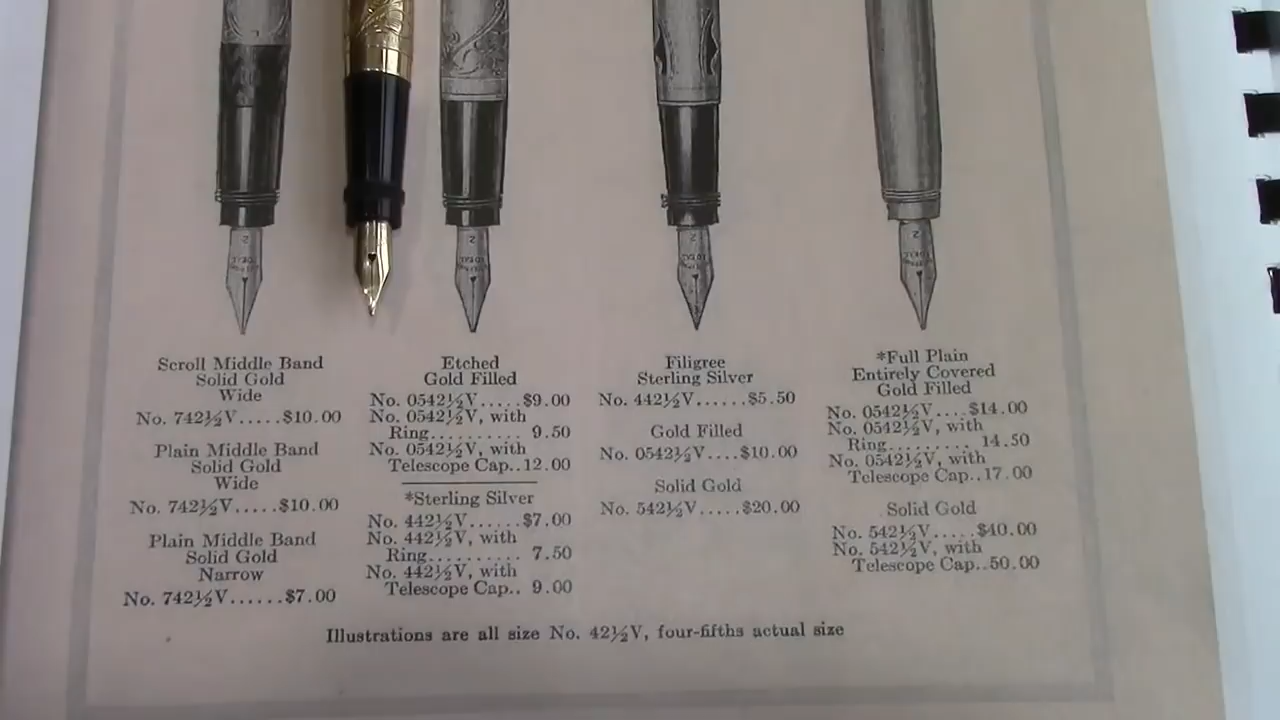 Scroll Middle Band
Solid Gold
Wide
No. 742½V.....$10.00
Plain Middle Band
Solid Gold
Wide
No. 742½V.....$10.00
Plain Middle Band
Solid Gold
Narrow
No. 742½V......$7.00
Etched
Gold Filled
No. 0542½V.....$9.00
No. 0542½V, with
Ring.......... 9.50
No. 0542½V, with
Telescope Cap..12.00
*Sterling Silver
No. 442½V......$7.00
No. 442½V, with
Ring.......... 7.50
No. 442½V, with
Telescope Cap.. 9.00
Filigree
Sterling Silver
No. 442½V......$5.50
Gold Filled
No. 0542½V....$10.00
Solid Gold
No. 542½V.....$20.00
*Full Plain
Entirely Covered
Gold Filled
No. 0542½V....$14.00
No. 0542½V, with
Ring......... 14.50
No. 0542½V, with
Telescope Cap..17.00
Solid Gold
No. 542½V.....$40.00
No. 542½V, with
Telescope Cap..50.00
Illustrations are all size No. 42½V, four-fifths actual size